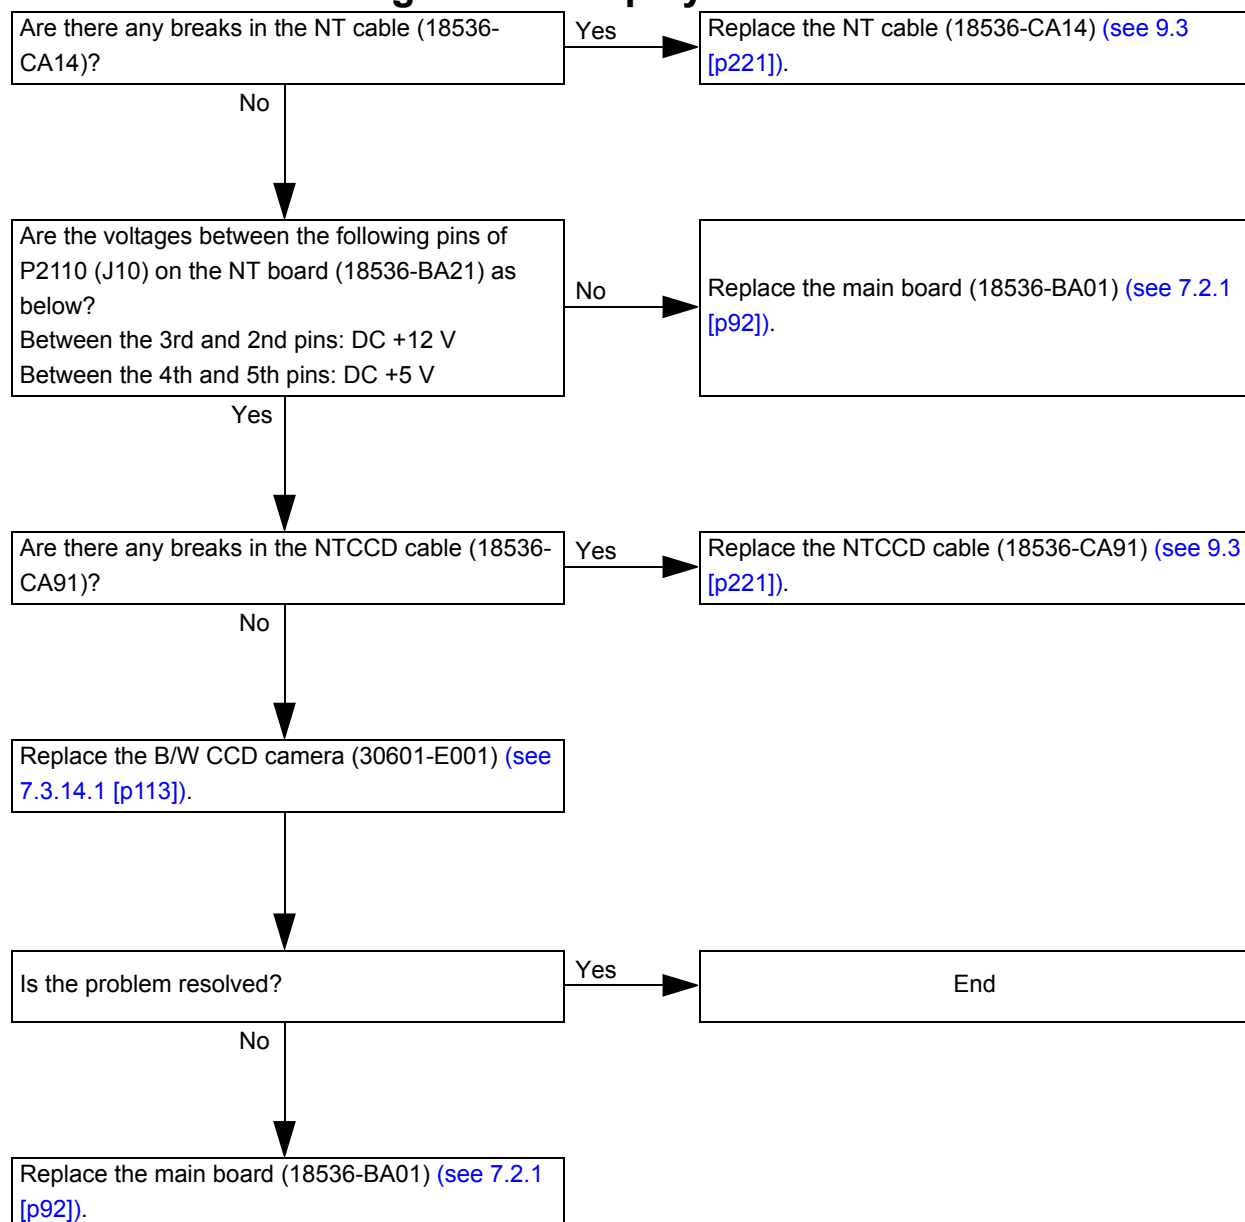 Are there any breaks in the NT cable (18536-
CA14)?
Yes
Replace the NT cable (18536-CA14) (see 9.3
[p221]).
No
Are the voltages between the following pins of
P2110 (J10) on the NT board (18536-BA21) as
below?
Between the 3rd and 2nd pins: DC +12 V
Between the 4th and 5th pins: DC +5 V
No
Replace the main board (18536-BA01) (see 7.2.1
[p92]).
Yes
Are there any breaks in the NTCCD cable (18536-
CA91)?
Yes
Replace the NTCCD cable (18536-CA91) (see 9.3
[p221]).
No
Replace the B/W CCD camera (30601-E001) (see
7.3.14.1 [p113]).
Is the problem resolved?
Yes
End
No
Replace the main board (18536-BA01) (see 7.2.1
[p92]).